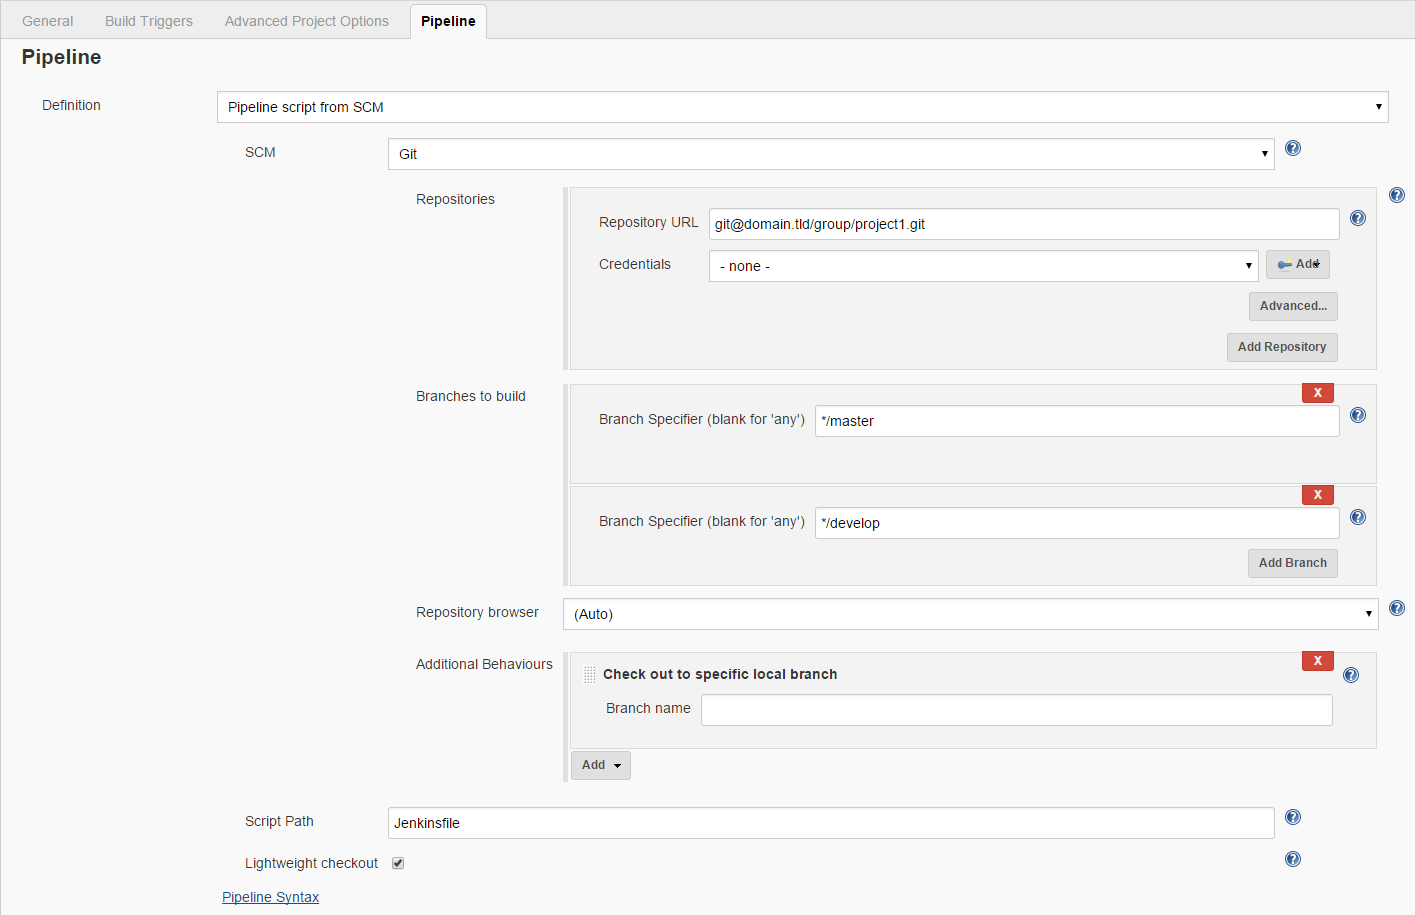 General Build Triggers Advanced Project Options Pipeline
Pipeline
Definition Pipeline script from SCM
SCM Git
Repositories
Repository URL git@domain.tld/group/project1.git
Credentials - none - Add
Advanced...
Add Repository
Branches to build
X
Branch Specifier (blank for 'any') */master
X
Branch Specifier (blank for 'any') */develop
Add Branch
Repository browser (Auto)
Additional Behaviours
X
Check out to specific local branch
Branch name
Add
Script Path Jenkinsfile
Lightweight checkout
Pipeline Syntax